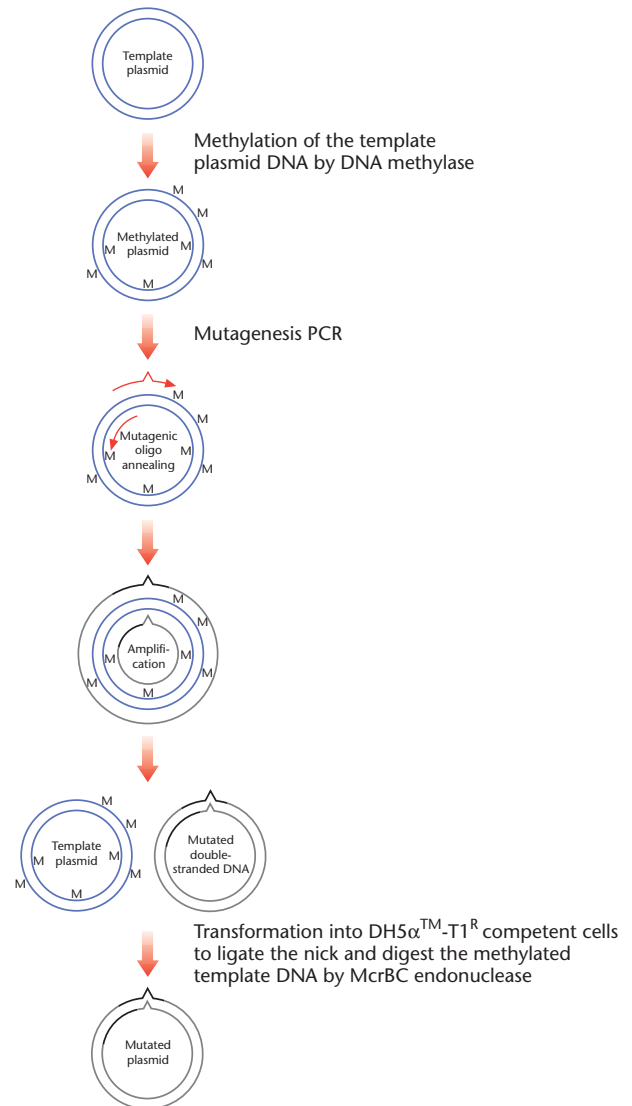 Template
plasmid
Methylation of the template
plasmid DNA by DNA methylase
M
M
Methylated
plasmid
M
M
M
M
M
Mutagenesis PCR
M
M
Mutagenic
oligo
annealing
M
M
M
M
M
M
M
Amplifi-
cation
M
M
M
M
M
M
M
Template
plasmid
M
M
M
M
M
Mutated
double-
stranded DNA
Transformation into DH5α™-T1ᴿ competent cells
to ligate the nick and digest the methylated
template DNA by McrBC endonuclease
Mutated
plasmid